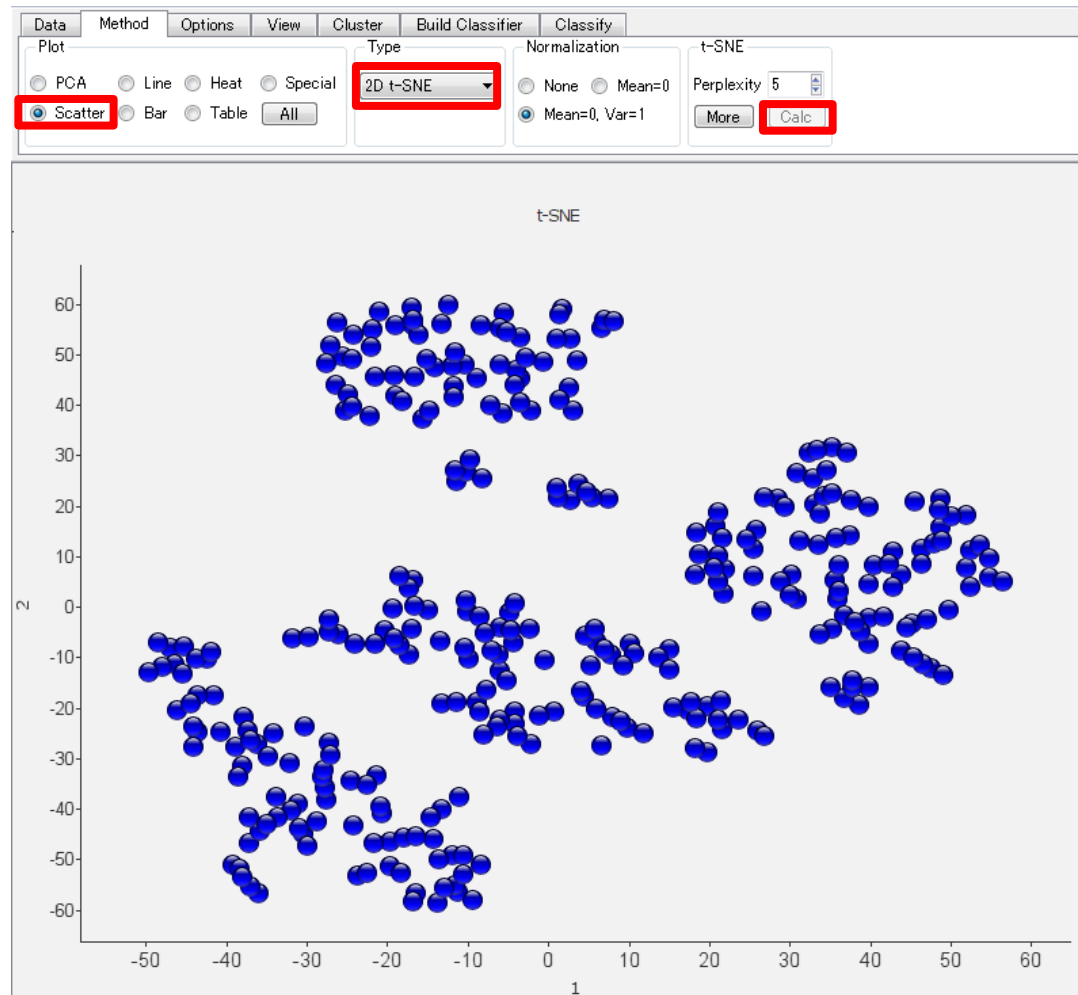 Data Method Options View Cluster Build Classifier Classify
Plot Type Normalization t-SNE
PCA Line Heat Special 2D t-SNE None Mean=0 Perplexity 5
Scatter Bar Table All Mean=0, Var=1 More Calc
t-SNE
60
50
40
30
20
10
0
-10
-20
-30
-40
-50
-60
2
-50 -40 -30 -20 -10 0 10 20 30 40 50 60
1